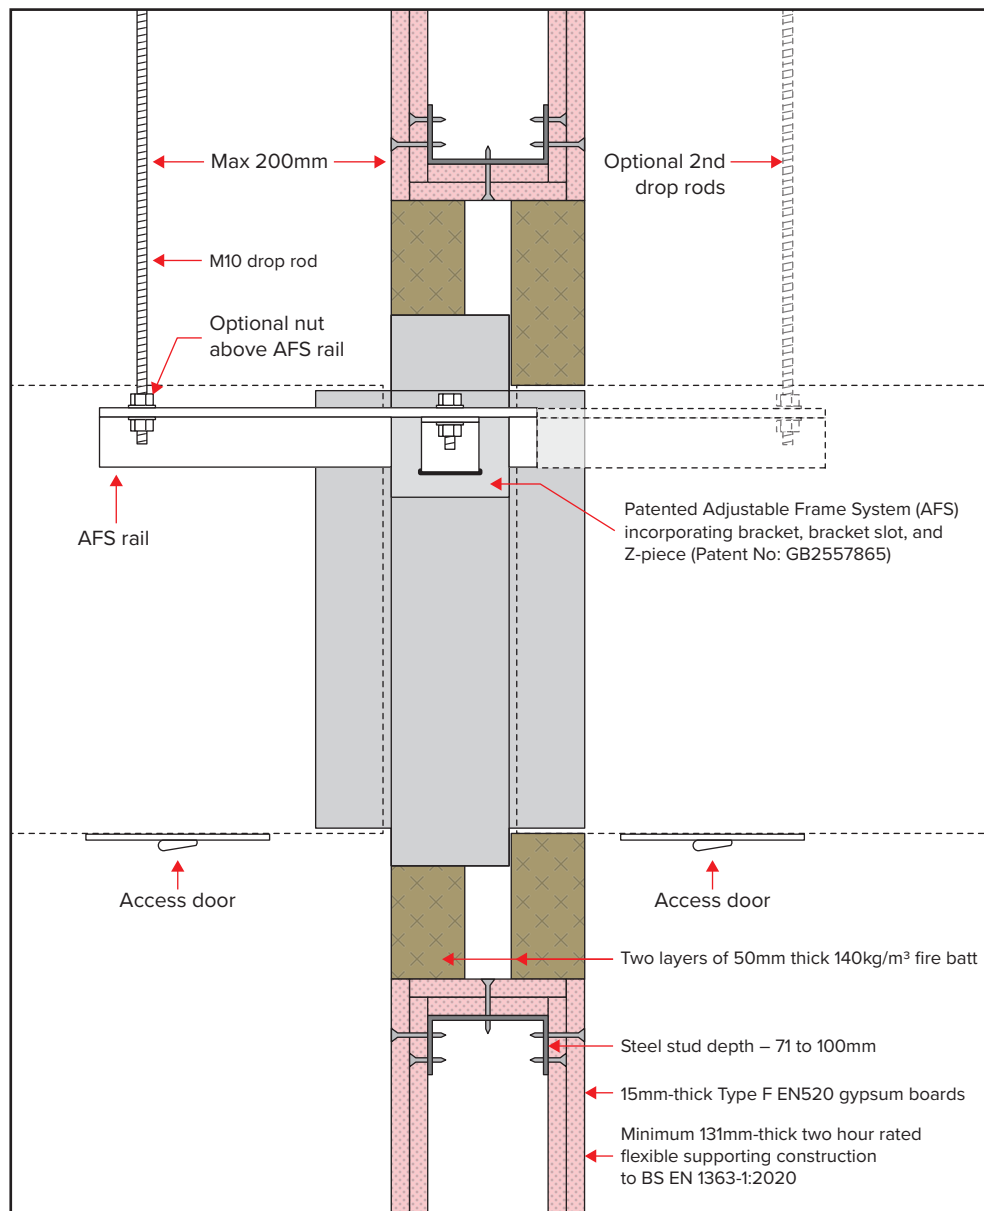 Max 200mm
Optional 2nd
drop rods
M10 drop rod
Optional nut
above AFS rail
AFS rail
Patented Adjustable Frame System (AFS)
incorporating bracket, bracket slot, and
Z-piece (Patent No: GB2557865)
Access door
Access door
Two layers of 50mm thick 140kg/m³ fire batt
Steel stud depth – 71 to 100mm
15mm-thick Type F EN520 gypsum boards
Minimum 131mm-thick two hour rated
flexible supporting construction
to BS EN 1363-1:2020